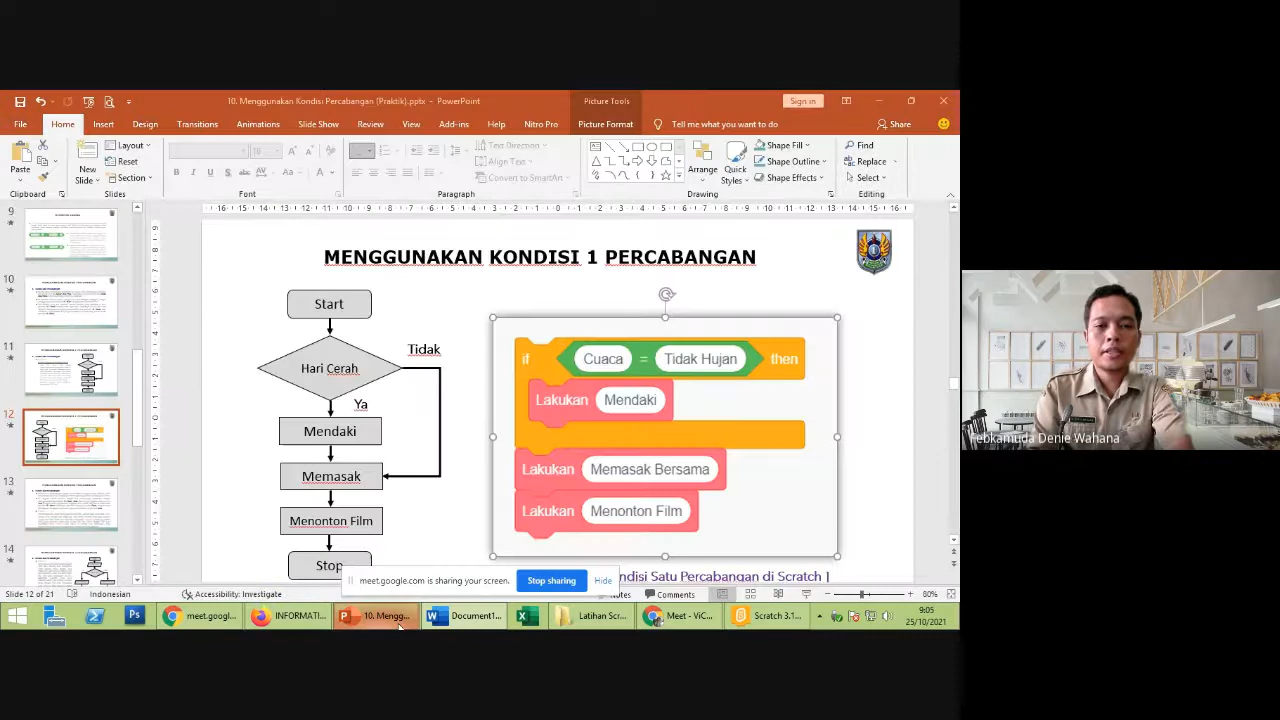 10. Menggunakan Kondisi Percabangan (Praktik).pptx - PowerPoint
Picture Tools
Sign in
File Home Insert Design Transitions Animations Slide Show Review View Add-ins Help Nitro Pro Picture Format Tell me what you want to do Share
Paste
Clipboard
New Slide
Layout
Reset
Section
Slides
Font
Text Direction
Align Text
Convert to SmartArt
Paragraph
Arrange
Quick Styles
Shape Fill
Shape Outline
Shape Effects
Drawing
Find
Replace
Select
Editing
9
10
11
12
13
14
MENGGUNAKAN KONDISI 1 PERCABANGAN
Start
Tidak
Hari Cerah
Ya
Mendaki
Memasak
Menonton Film
Stop
if Cuaca = Tidak Hujan then
Lakukan Mendaki
Lakukan Memasak Bersama
Lakukan Menonton Film
ndisi Satu Percabangan di Scratch
meet.google.com is sharing your screen.
Stop sharing
Hide
Slide 12 of 21
Indonesian
Accessibility: Investigate
Notes
Comments
80%
meet.googl...
INFORMATI...
10. Mengg...
Document1...
Latihan Scr...
Meet - ViC...
Scratch 3.1...
9:05
25/10/2021
Febkamuda Denie Wahana